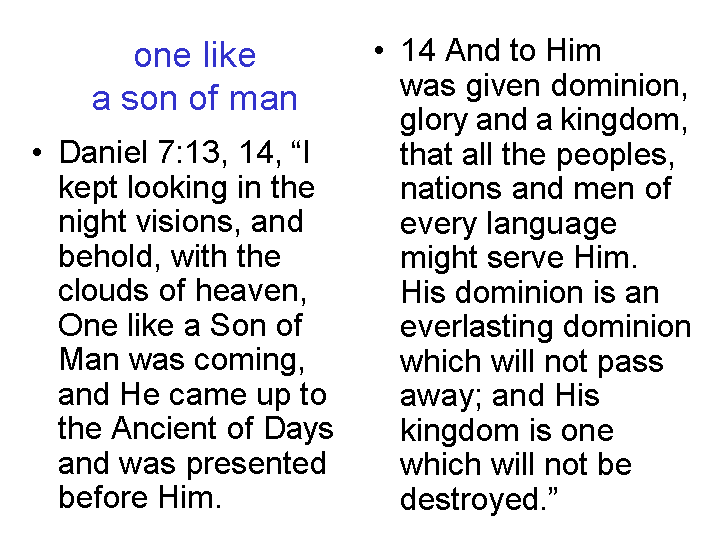 one like
a son of man
• Daniel 7:13, 14, “I
kept looking in the
night visions, and
behold, with the
clouds of heaven,
One like a Son of
Man was coming,
and He came up to
the Ancient of Days
and was presented
before Him.
• 14 And to Him
was given dominion,
glory and a kingdom,
that all the peoples,
nations and men of
every language
might serve Him.
His dominion is an
everlasting dominion
which will not pass
away; and His
kingdom is one
which will not be
destroyed.”